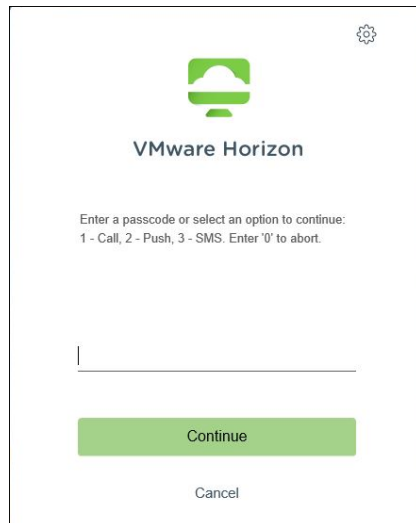 VMware Horizon
Enter a passcode or select an option to continue:
1 - Call, 2 - Push, 3 - SMS. Enter '0' to abort.
Continue
Cancel